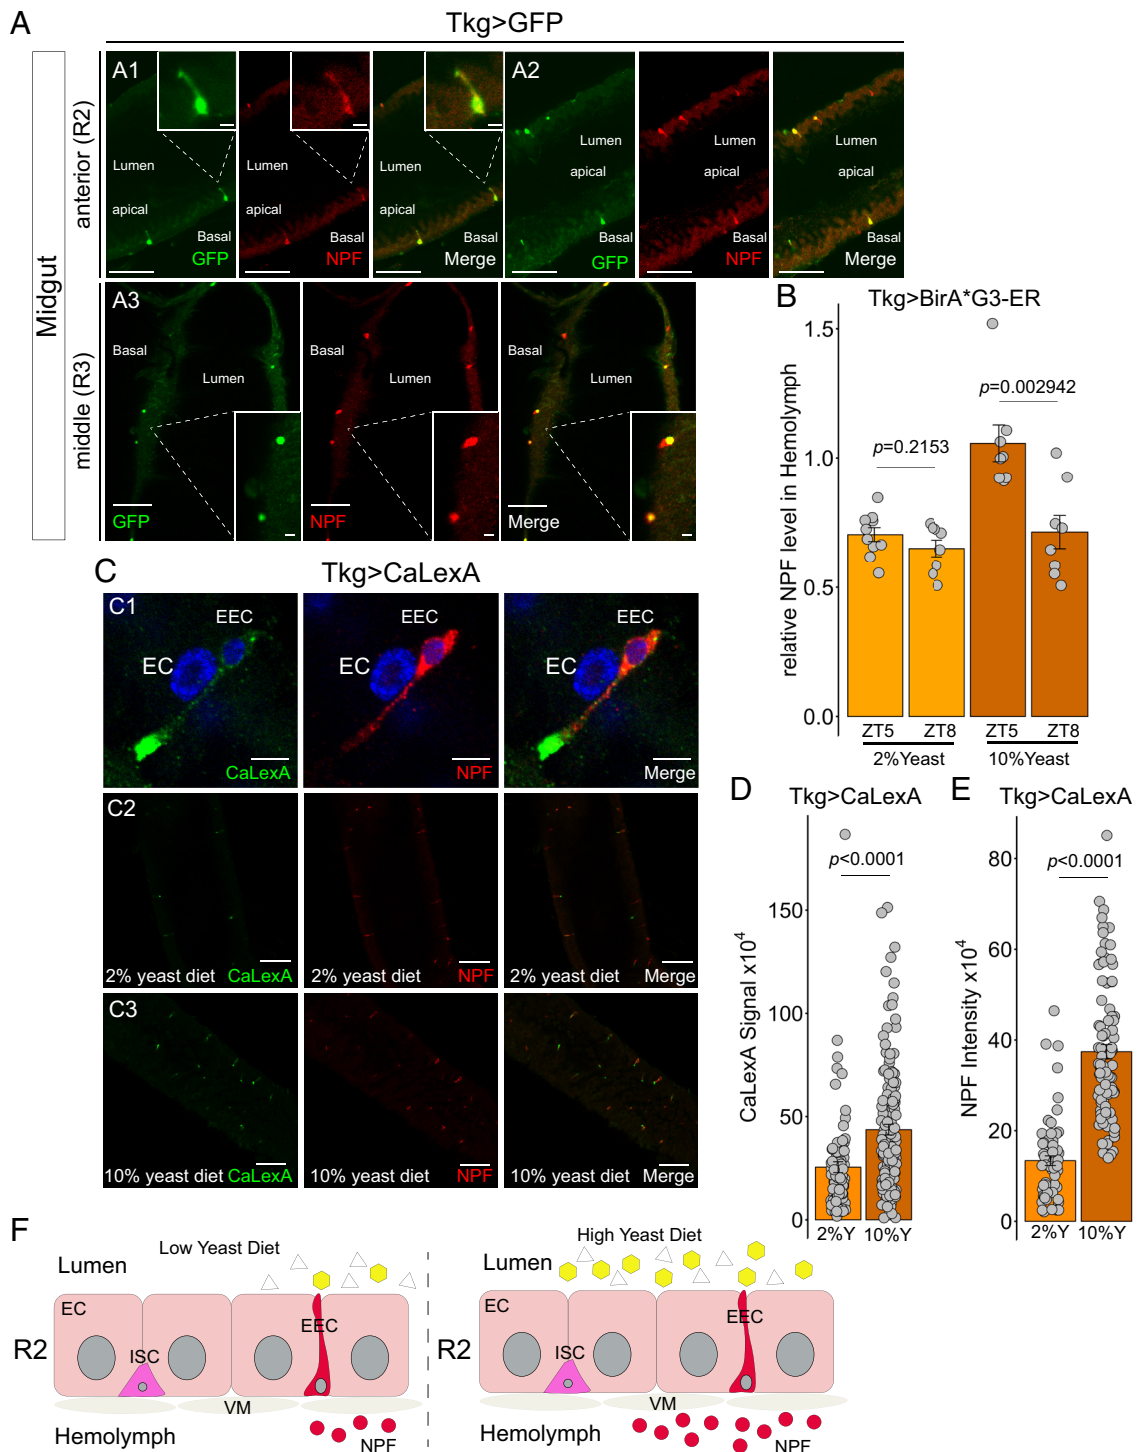 A
Tkg>GFP
Midgut
anterior (R2)
A1
Lumen
apical
Basal
GFP
Lumen
apical
Basal
NPF
Lumen
apical
Basal
Merge
A2
Lumen
apical
Basal
GFP
Lumen
apical
Basal
NPF
Lumen
apical
Basal
Merge
middle (R3)
A3
Basal
Lumen
GFP
Basal
Lumen
NPF
Basal
Lumen
Merge
B
Tkg>BirA*G3-ER
relative NPF level in Hemolymph
1.5
1.0
0.5
0.0
p=0.2153
p=0.002942
ZT5 ZT8 ZT5 ZT8
2%Yeast 10%Yeast
C
Tkg>CaLexA
C1
EEC
EC
CaLexA
EEC
EC
NPF
EEC
EC
Merge
C2
2% yeast diet CaLexA
2% yeast diet NPF
2% yeast diet Merge
C3
10% yeast diet CaLexA
10% yeast diet NPF
10% yeast diet Merge
D
Tkg>CaLexA
p<0.0001
CaLexA Signal x10⁴
150
100
50
0
2%Y 10%Y
E
Tkg>CaLexA
p<0.0001
NPF Intensity x10⁴
80
60
40
20
0
2%Y 10%Y
F
Low Yeast Diet
Lumen
EC
EEC
R2
ISC
VM
Hemolymph
NPF
High Yeast Diet
Lumen
EC
EEC
R2
ISC
VM
Hemolymph
NPF